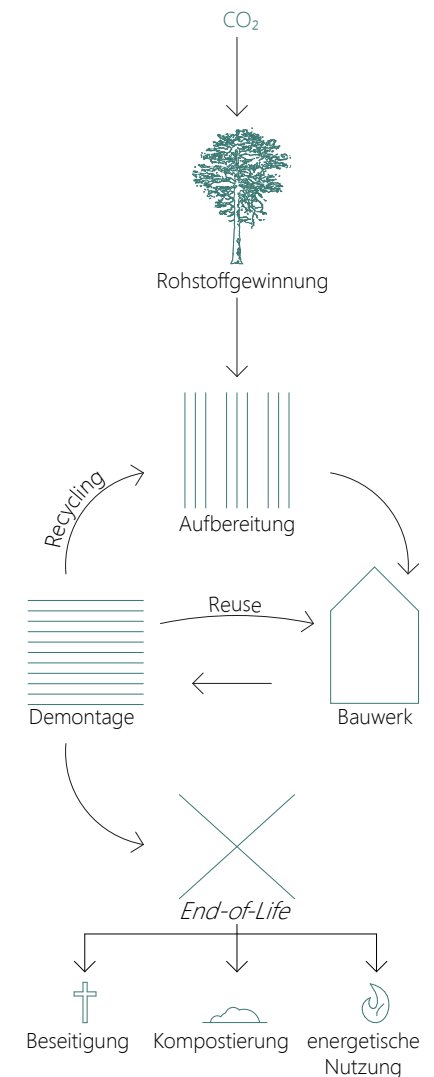 CO₂
Rohstoffgewinnung
Recycling
Aufbereitung
Reuse
Demontage
Bauwerk
End-of-Life
Beseitigung
Kompostierung
energetische
Nutzung